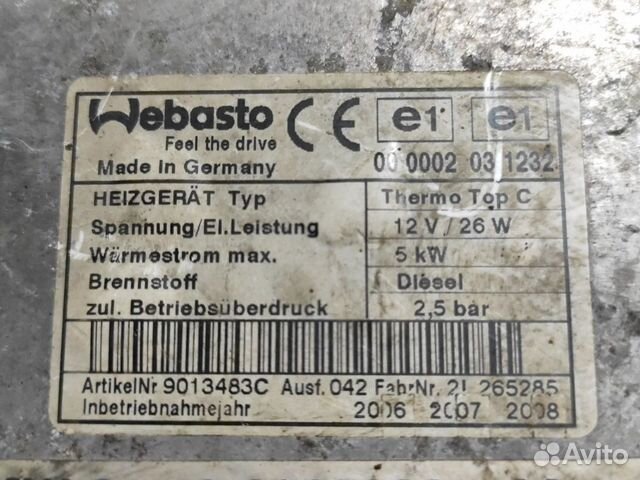 Webasto
Feel the drive
CE e1 e1
Made in Germany
00 0002 03 1232
HEIZGERÄT Typ Thermo Top C
Spannung/El.Leistung 12 V / 26 W
Wärmestrom max. 5 kW
Brennstoff Diesel
zul. Betriebsüberdruck 2,5 bar
ArtikelNr 9013483C Ausf. 042 FabrNr. 2L 265285
Inbetriebnahmejahr 2006 2007 2008
Avito